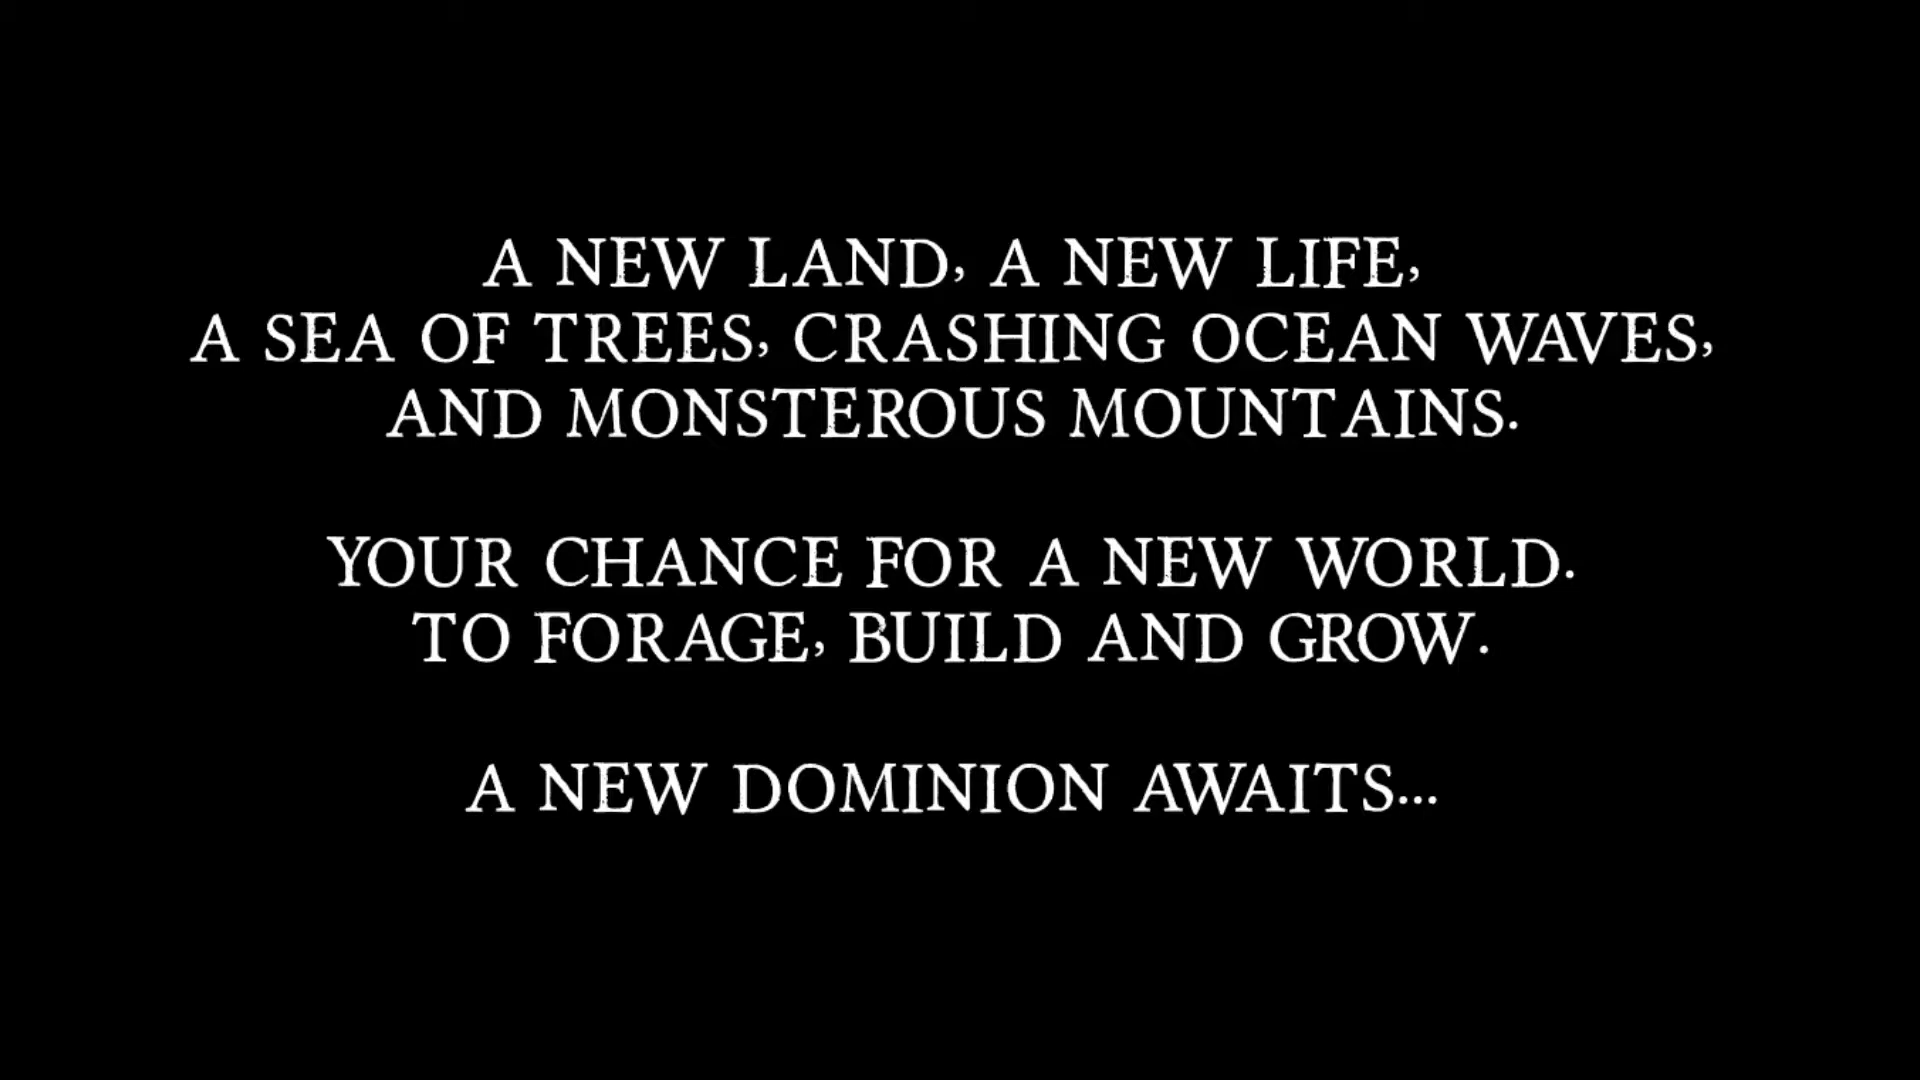 A NEW LAND, A NEW LIFE,
A SEA OF TREES, CRASHING OCEAN WAVES,
AND MONSTEROUS MOUNTAINS.
YOUR CHANCE FOR A NEW WORLD.
TO FORAGE, BUILD AND GROW.
A NEW DOMINION AWAITS...